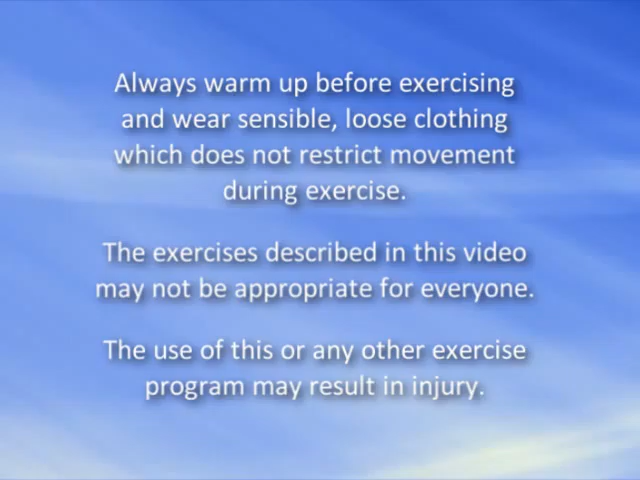 Always warm up before exercising
and wear sensible, loose clothing
which does not restrict movement
during exercise.
The exercises described in this video
may not be appropriate for everyone.
The use of this or any other exercise
program may result in injury.